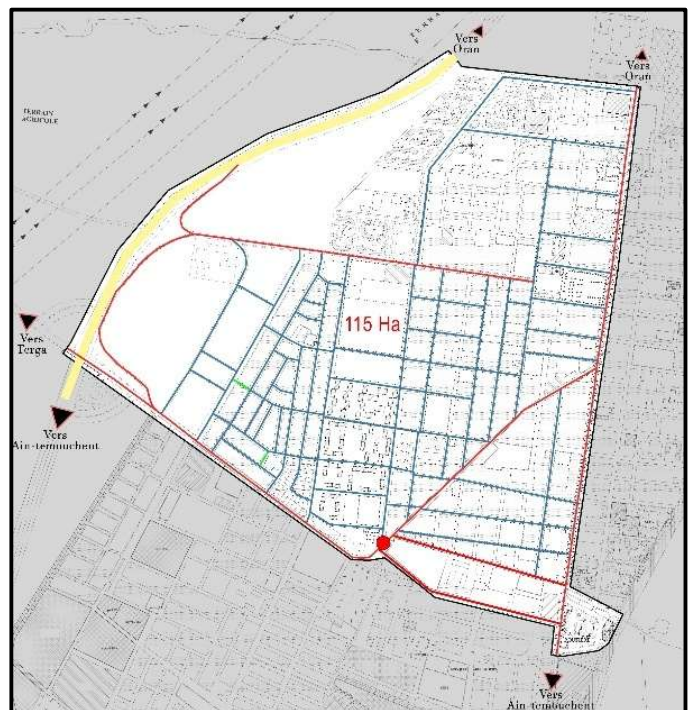 Vers
Oran
Vers
Oran
TERRAIN
AGRICOLE
115 Ha
Vers
Terga
Vers
Ain-temouchent
Vers
Ain-temouchent